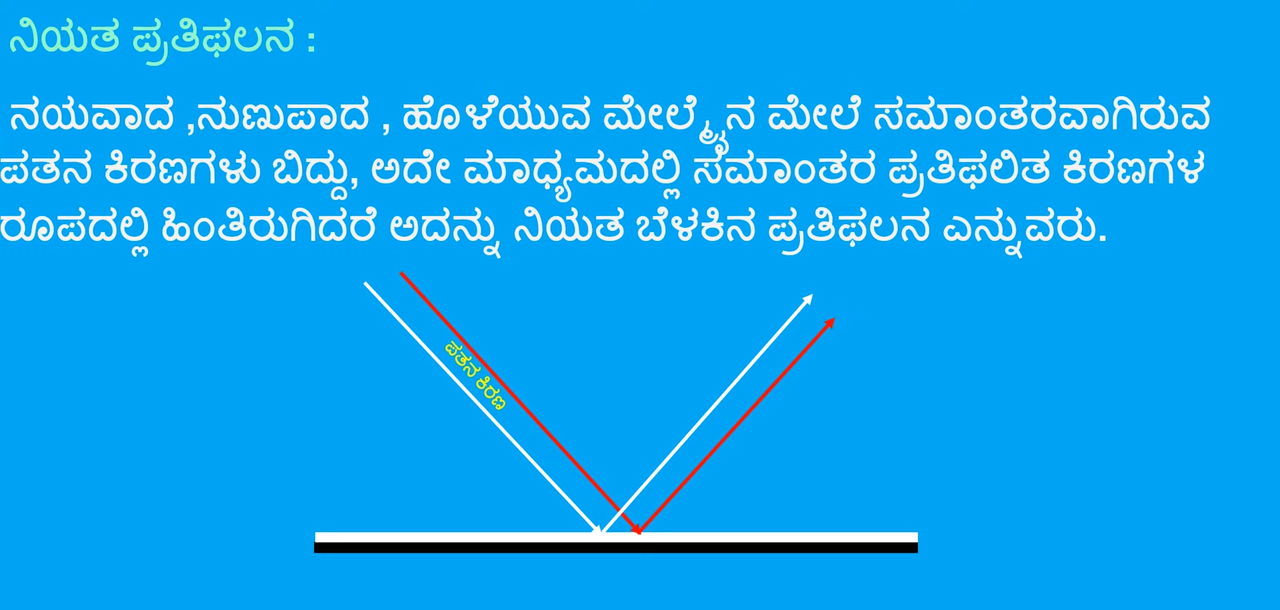 ನಿಯತ ಪ್ರತಿಫಲನ :
ನಯವಾದ ,ನುಣುಪಾದ , ಹೊಳೆಯುವ ಮೇಲ್ಮೈನ ಮೇಲೆ ಸಮಾಂತರವಾಗಿರುವ
ಪತನ ಕಿರಣಗಳು ಬಿದ್ದು, ಅದೇ ಮಾಧ್ಯಮದಲ್ಲಿ ಸಮಾಂತರ ಪ್ರತಿಫಲಿತ ಕಿರಣಗಳ
ರೂಪದಲ್ಲಿ ಹಿಂತಿರುಗಿದರೆ ಅದನ್ನು ನಿಯತ ಬೆಳಕಿನ ಪ್ರತಿಫಲನ ಎನ್ನುವರು.
ಪತನ ಕಿರಣ